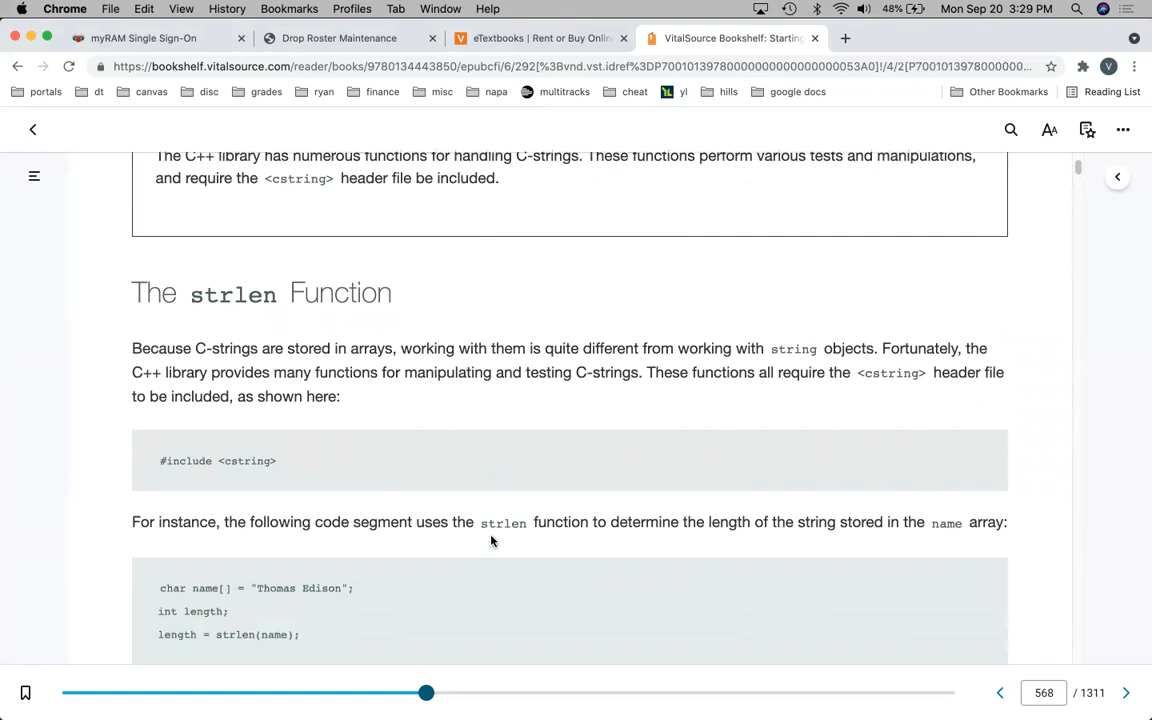 Chrome File Edit View History Bookmarks Profiles Tab Window Help 48% Mon Sep 20 3:29 PM
myRAM Single Sign-On Drop Roster Maintenance eTextbooks | Rent or Buy Onlin VitalSource Bookshelf: Starting
https://bookshelf.vitalsource.com/reader/books/9780134443850/epubcfi/6/292[%3Bvnd.vst.idref%3DP70010139780000000000000000053A0]!/4/2[P7001013978000000...
portals dt canvas disc grades ryan finance misc napa multitracks cheat yl hills google docs Other Bookmarks Reading List
The C++ library has numerous functions for handling C-strings. These functions perform various tests and manipulations,
and require the <cstring> header file be included.
The strlen Function
Because C-strings are stored in arrays, working with them is quite different from working with string objects. Fortunately, the
C++ library provides many functions for manipulating and testing C-strings. These functions all require the <cstring> header file
to be included, as shown here:
#include <cstring>
For instance, the following code segment uses the strlen function to determine the length of the string stored in the name array:
char name[] = "Thomas Edison";
int length;
length = strlen(name);
568 / 1311